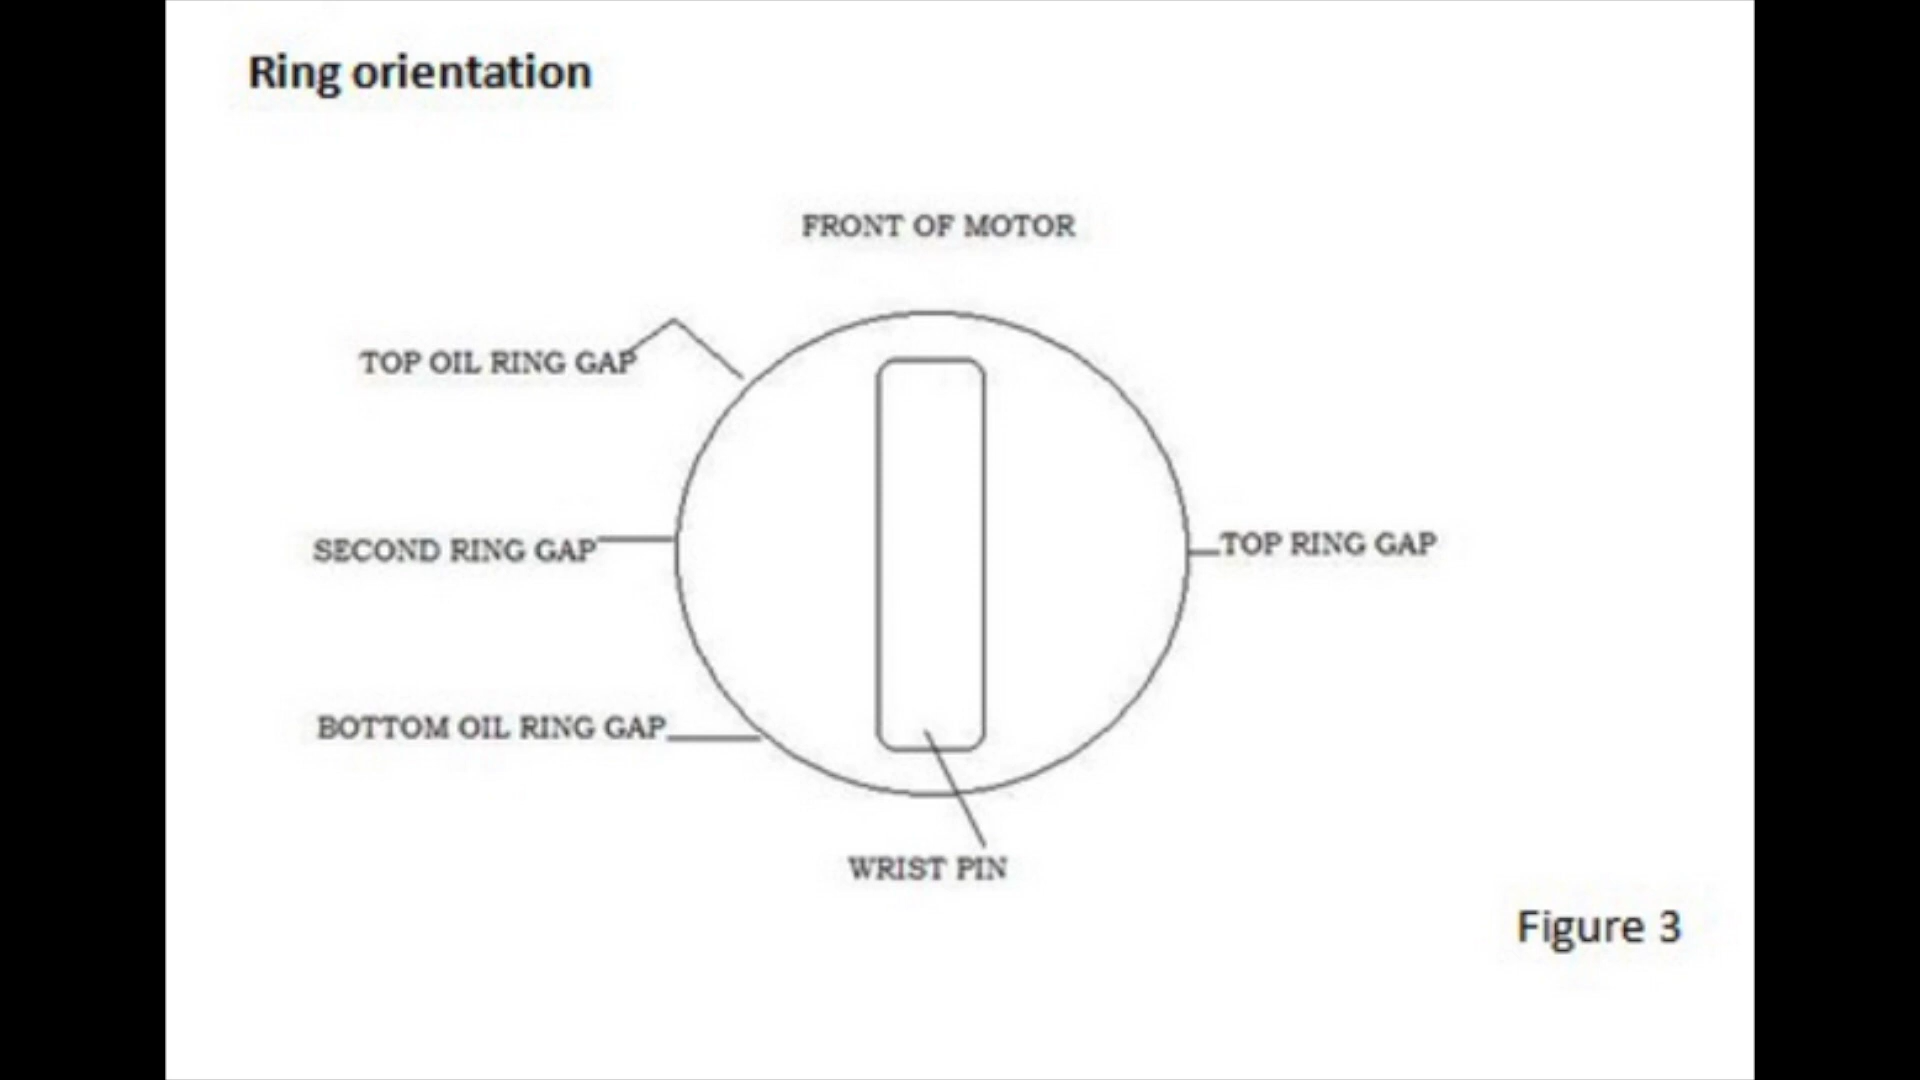 Ring orientation
FRONT OF MOTOR
TOP OIL RING GAP
SECOND RING GAP
TOP RING GAP
BOTTOM OIL RING GAP
WRIST PIN
Figure 3